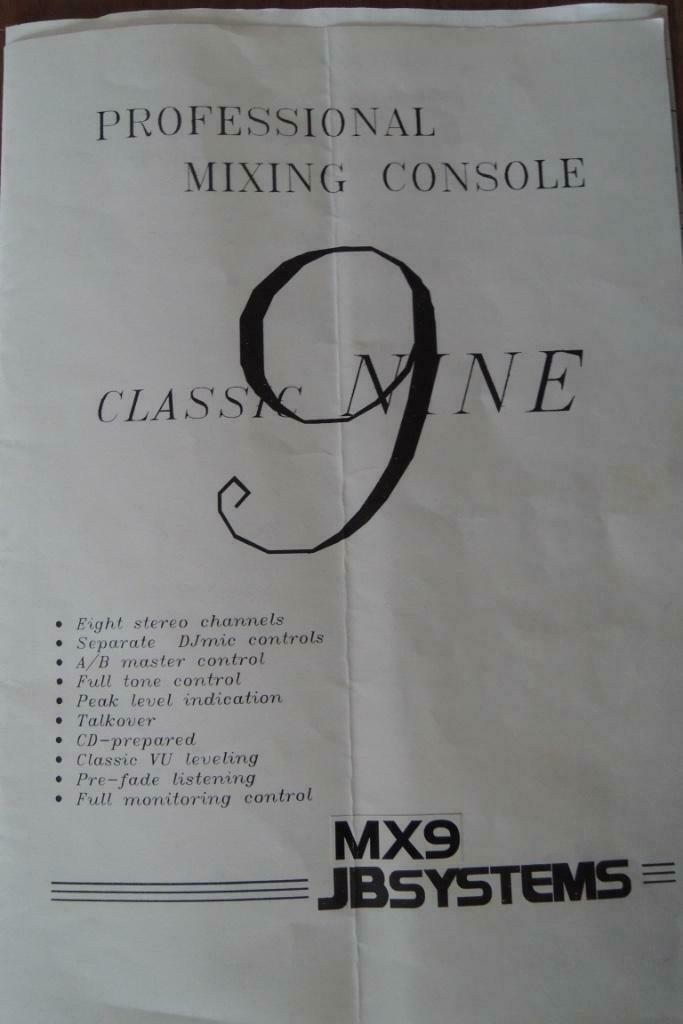 PROFESSIONAL
MIXING CONSOLE
9
CLASSIC NINE
• Eight stereo channels
• Separate DJmic controls
• A/B master control
• Full tone control
• Peak level indication
• Talkover
• CD-prepared
• Classic VU leveling
• Pre-fade listening
• Full monitoring control
MX9
JBSYSTEMS